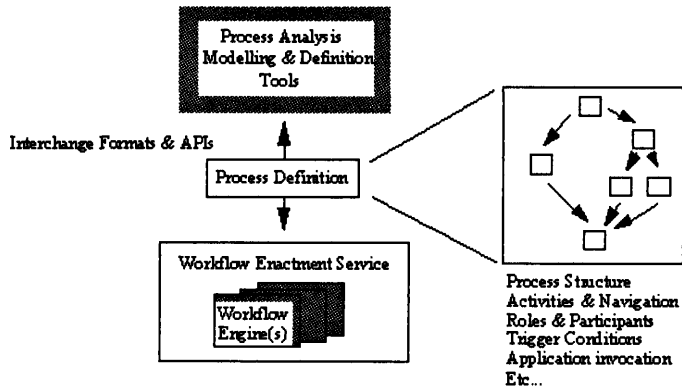 Process Analysis
Modelling & Definition
Tools
Interchange Formats & APIs
Process Definition
Workflow Enactment Service
Workflow
Engine(s)
Process Structure
Activities & Navigation
Roles & Participants
Trigger Conditions
Application invocation
Etc...